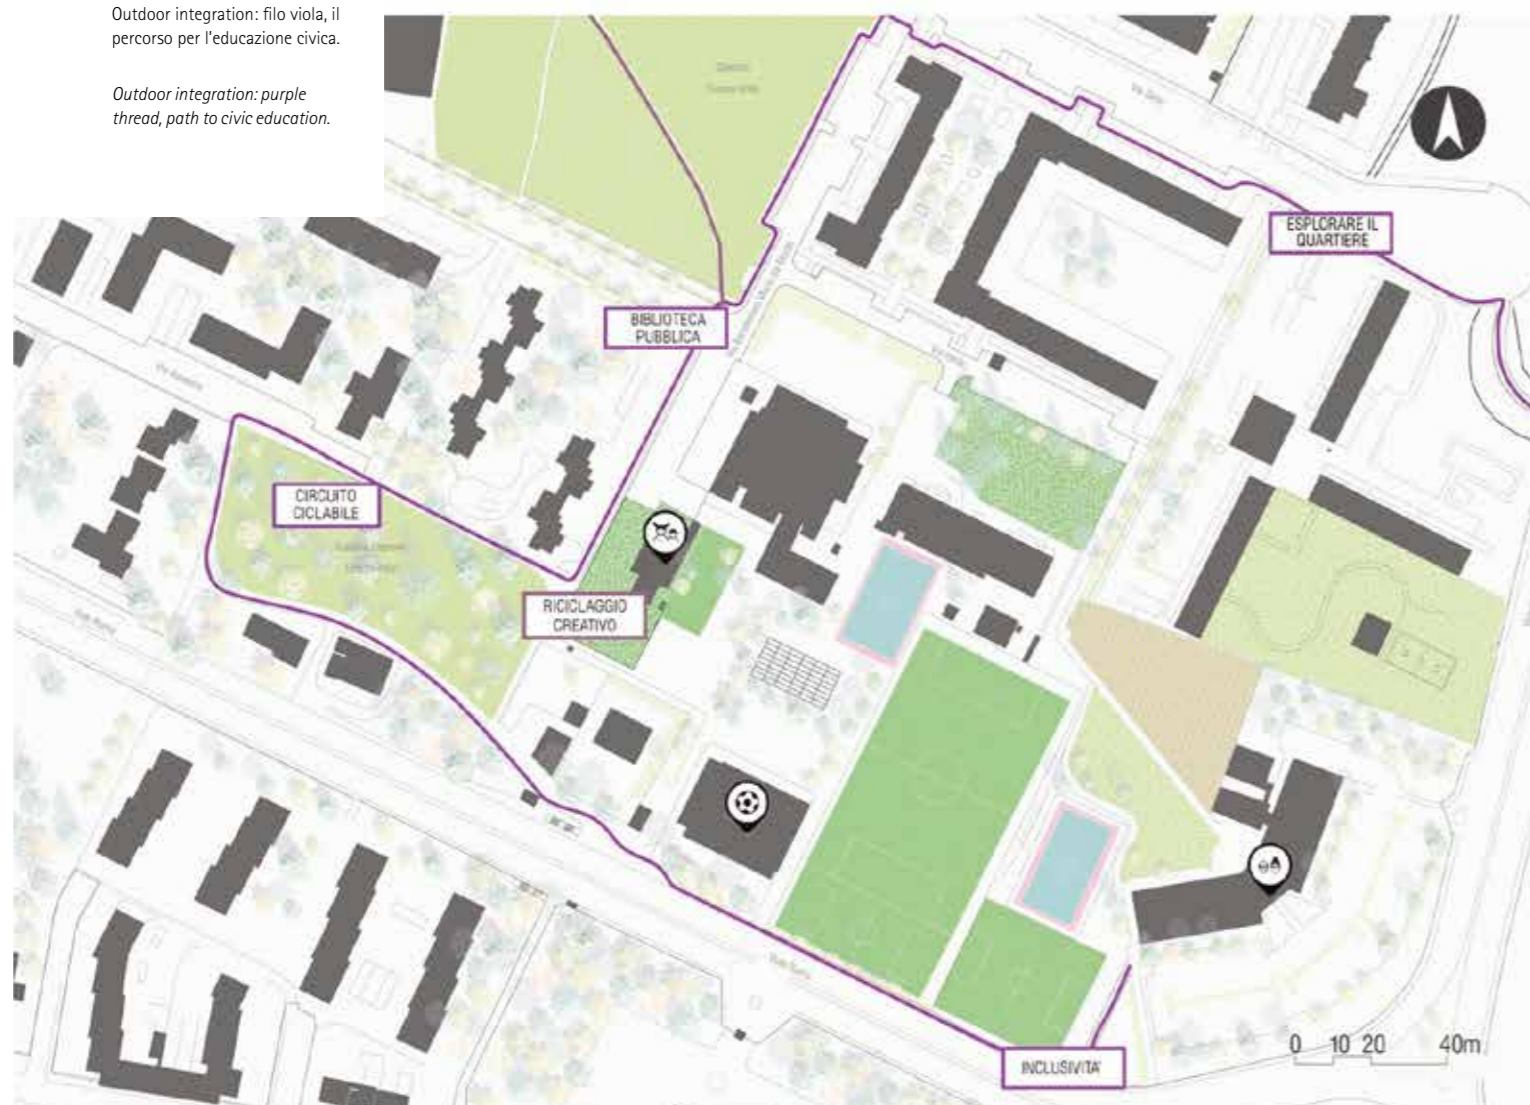 Outdoor integration: filo viola, il
percorso per l'educazione civica.
Outdoor integration: purple
thread, path to civic education.
ESPLORARE IL
QUARTIERE
BIBLIOTECA
PUBBLICA
CIRCUITO
CICLABILE
RICICLAGGIO
CREATIVO
INCLUSIVITA'
0 10 20 40m